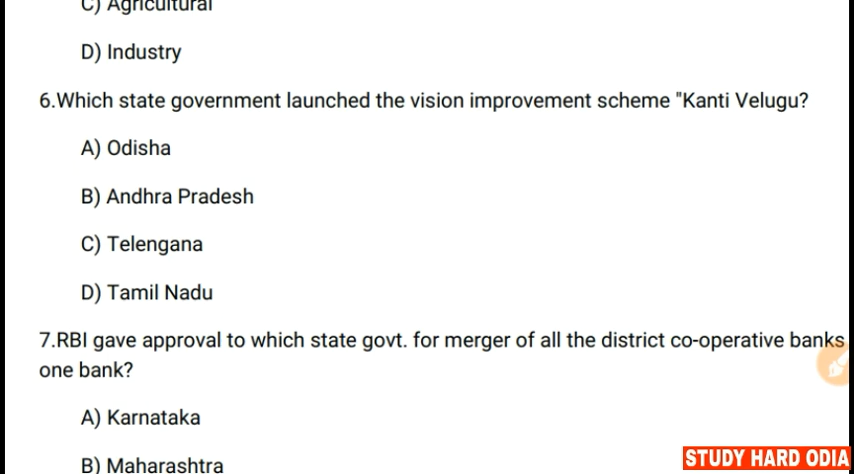 C) Agricultural
D) Industry
6.Which state government launched the vision improvement scheme "Kanti Velugu?
A) Odisha
B) Andhra Pradesh
C) Telengana
D) Tamil Nadu
7.RBI gave approval to which state govt. for merger of all the district co-operative banks
one bank?
A) Karnataka
B) Maharashtra
STUDY HARD ODIA